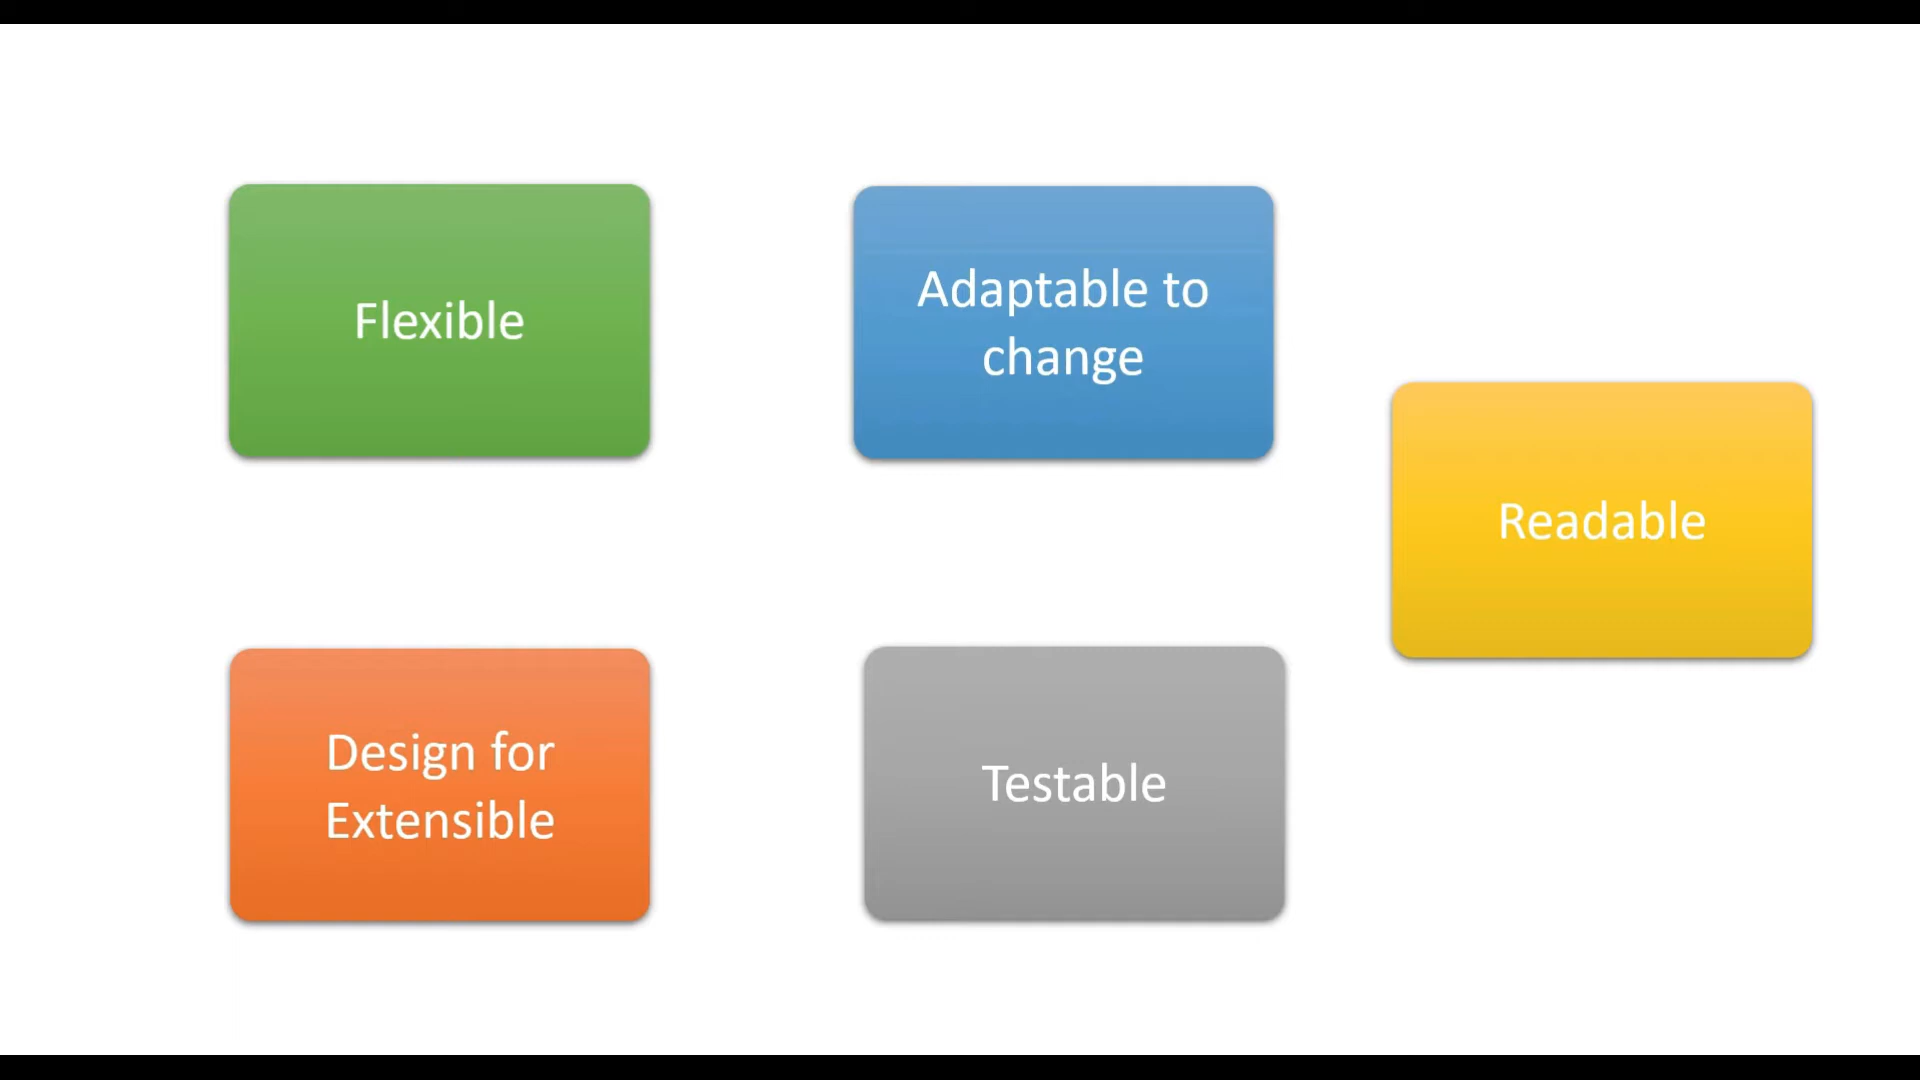 Flexible
Adaptable to
change
Readable
Design for
Extensible
Testable